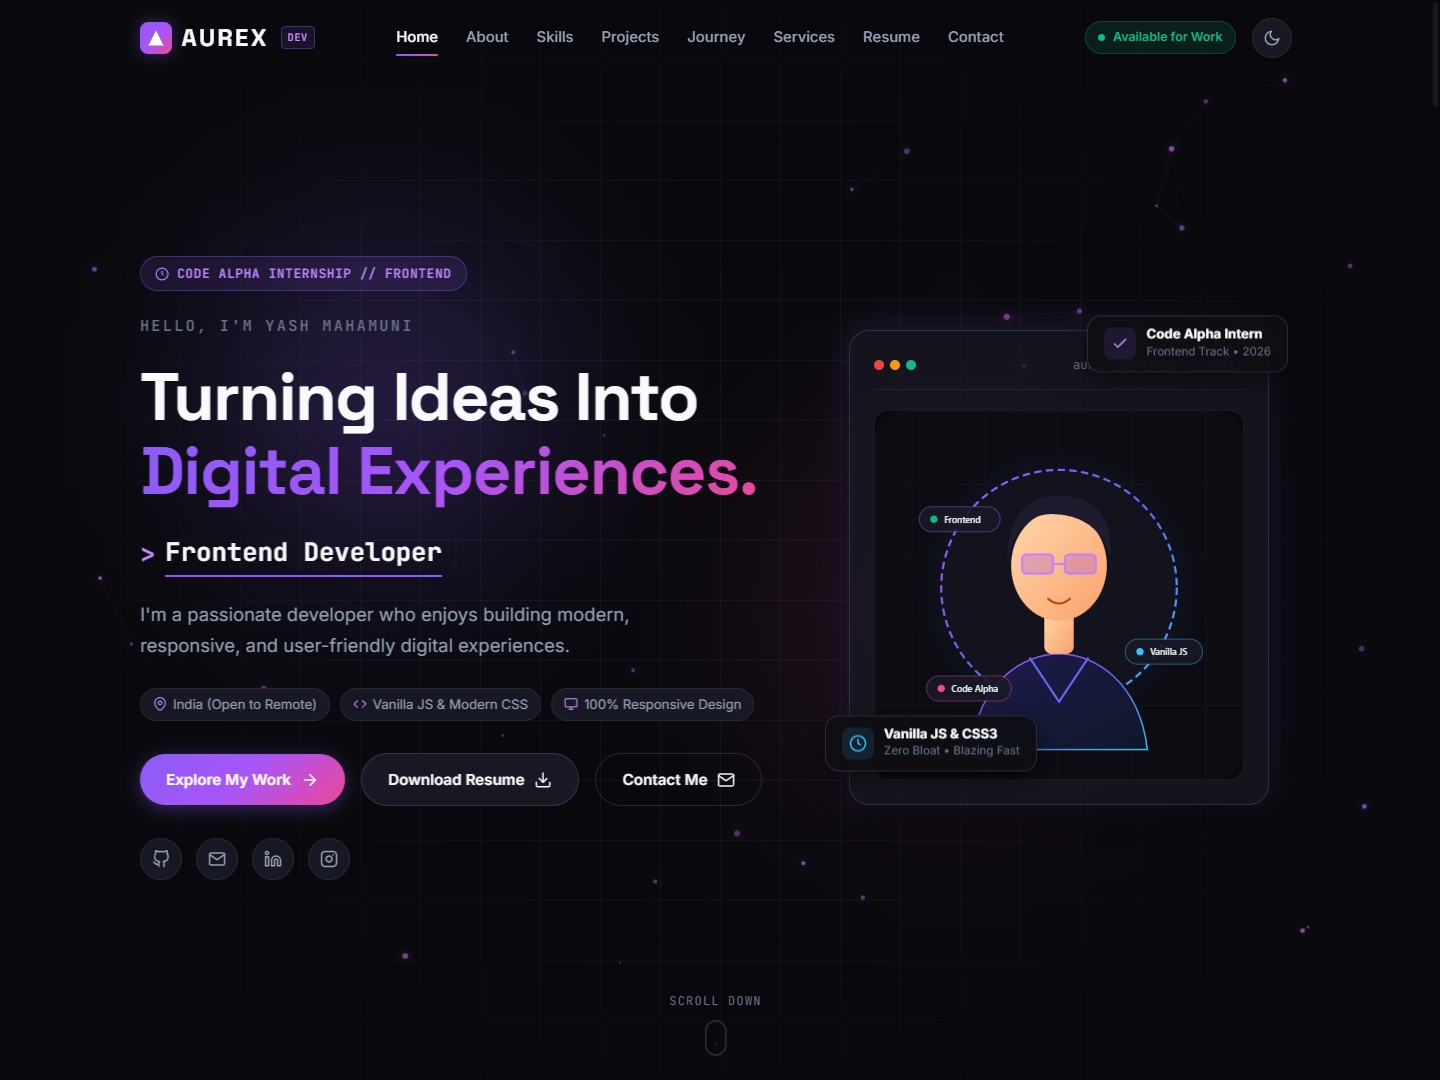 AUREX DEV
Home About Skills Projects Journey Services Resume Contact
Available for Work
CODE ALPHA INTERNSHIP // FRONTEND
HELLO, I'M YASH MAHAMUNI
Turning Ideas Into
Digital Experiences.
> Frontend Developer
I'm a passionate developer who enjoys building modern,
responsive, and user-friendly digital experiences.
India (Open to Remote) Vanilla JS & Modern CSS 100% Responsive Design
Explore My Work Download Resume Contact Me
Code Alpha Intern
Frontend Track • 2026
Frontend
Vanilla JS
Code Alpha
Vanilla JS & CSS3
Zero Bloat • Blazing Fast
SCROLL DOWN